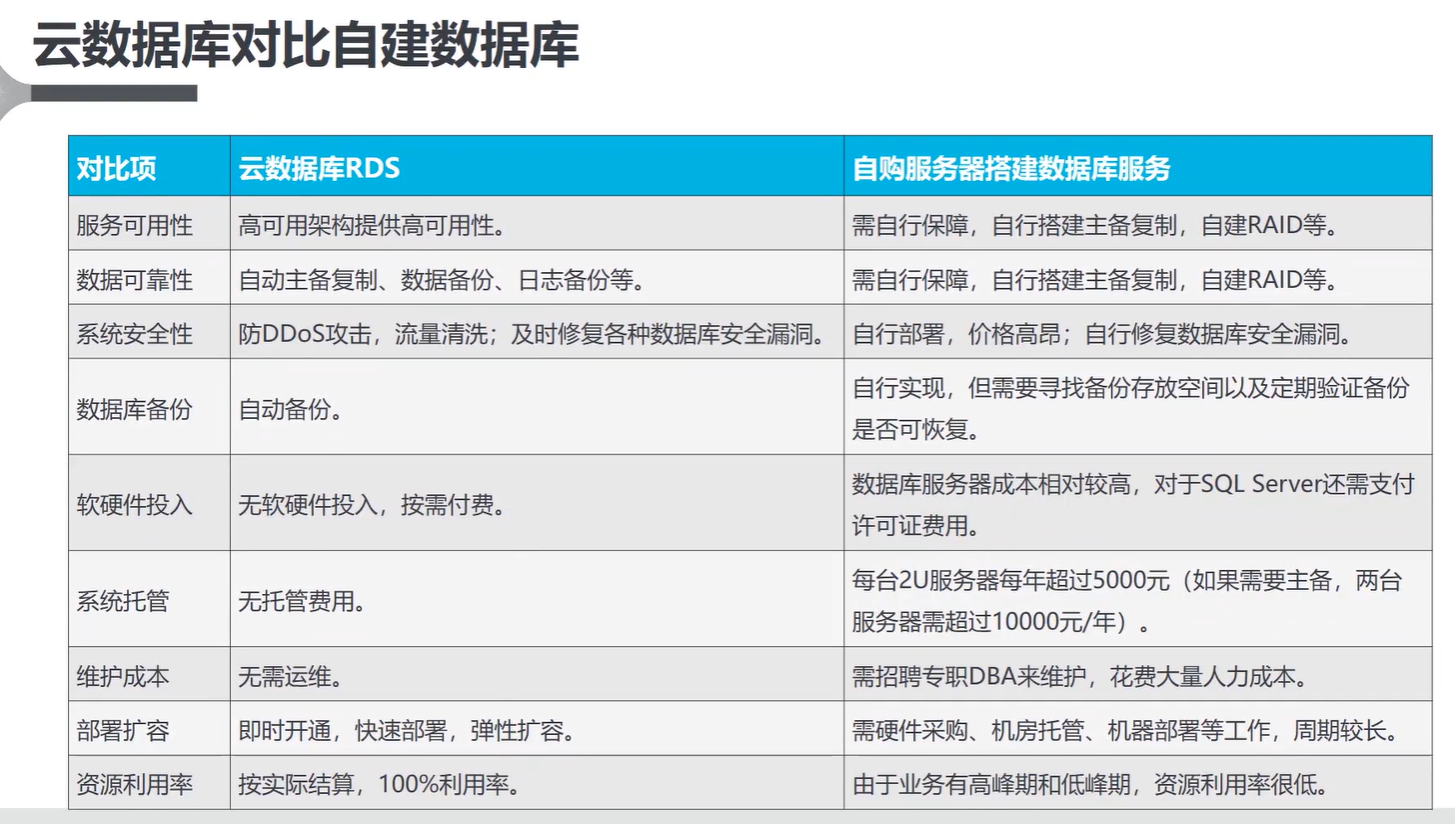 云数据库对比自建数据库
对比项 云数据库RDS 自购服务器搭建数据库服务
服务可用性 高可用架构提供高可用性。 需自行保障，自行搭建主备复制，自建RAID等。
数据可靠性 自动主备复制、数据备份、日志备份等。 需自行保障，自行搭建主备复制，自建RAID等。
系统安全性 防DDoS攻击，流量清洗；及时修复各种数据库安全漏洞。 自行部署，价格高昂；自行修复数据库安全漏洞。
数据库备份 自动备份。 自行实现，但需要寻找备份存放空间以及定期验证备份
是否可恢复。
软硬件投入 无软硬件投入，按需付费。 数据库服务器成本相对较高，对于SQL Server还需支付
许可证费用。
系统托管 无托管费用。 每台2U服务器每年超过5000元（如果需要主备，两台
服务器需超过10000元/年）。
维护成本 无需运维。 需招聘专职DBA来维护，花费大量人力成本。
部署扩容 即时开通，快速部署，弹性扩容。 需硬件采购、机房托管、机器部署等工作，周期较长。
资源利用率 按实际结算，100%利用率。 由于业务有高峰期和低峰期，资源利用率很低。